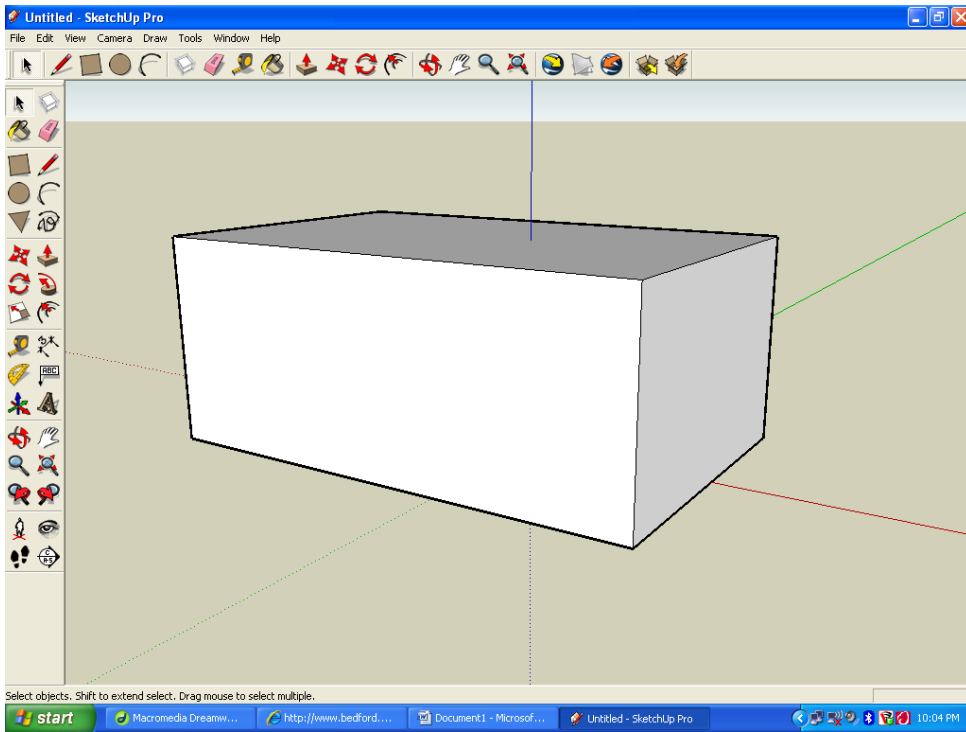 Untitled - SketchUp Pro
File Edit View Camera Draw Tools Window Help
ABC
C
A-5
Select objects. Shift to extend select. Drag mouse to select multiple.
start Macromedia Dreamw... http://www.bedford.... Document1 - Microsof... Untitled - SketchUp Pro 10:04 PM